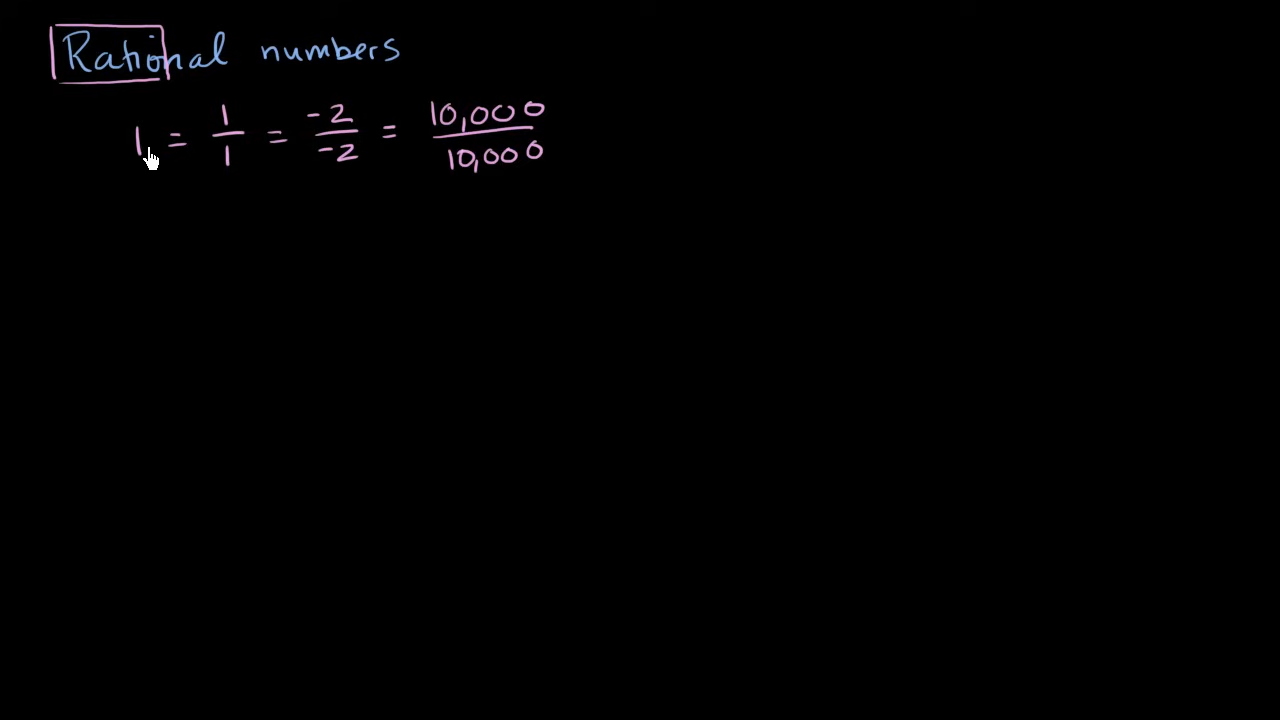 Rational numbers
1 = 1/1 = -2/-2 = 10,000/10,000